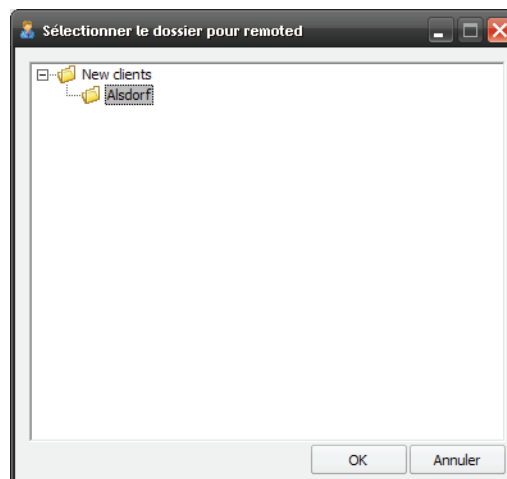 Sélectionner le dossier pour remoted
New clients
Alsdorf
OK
Annuler